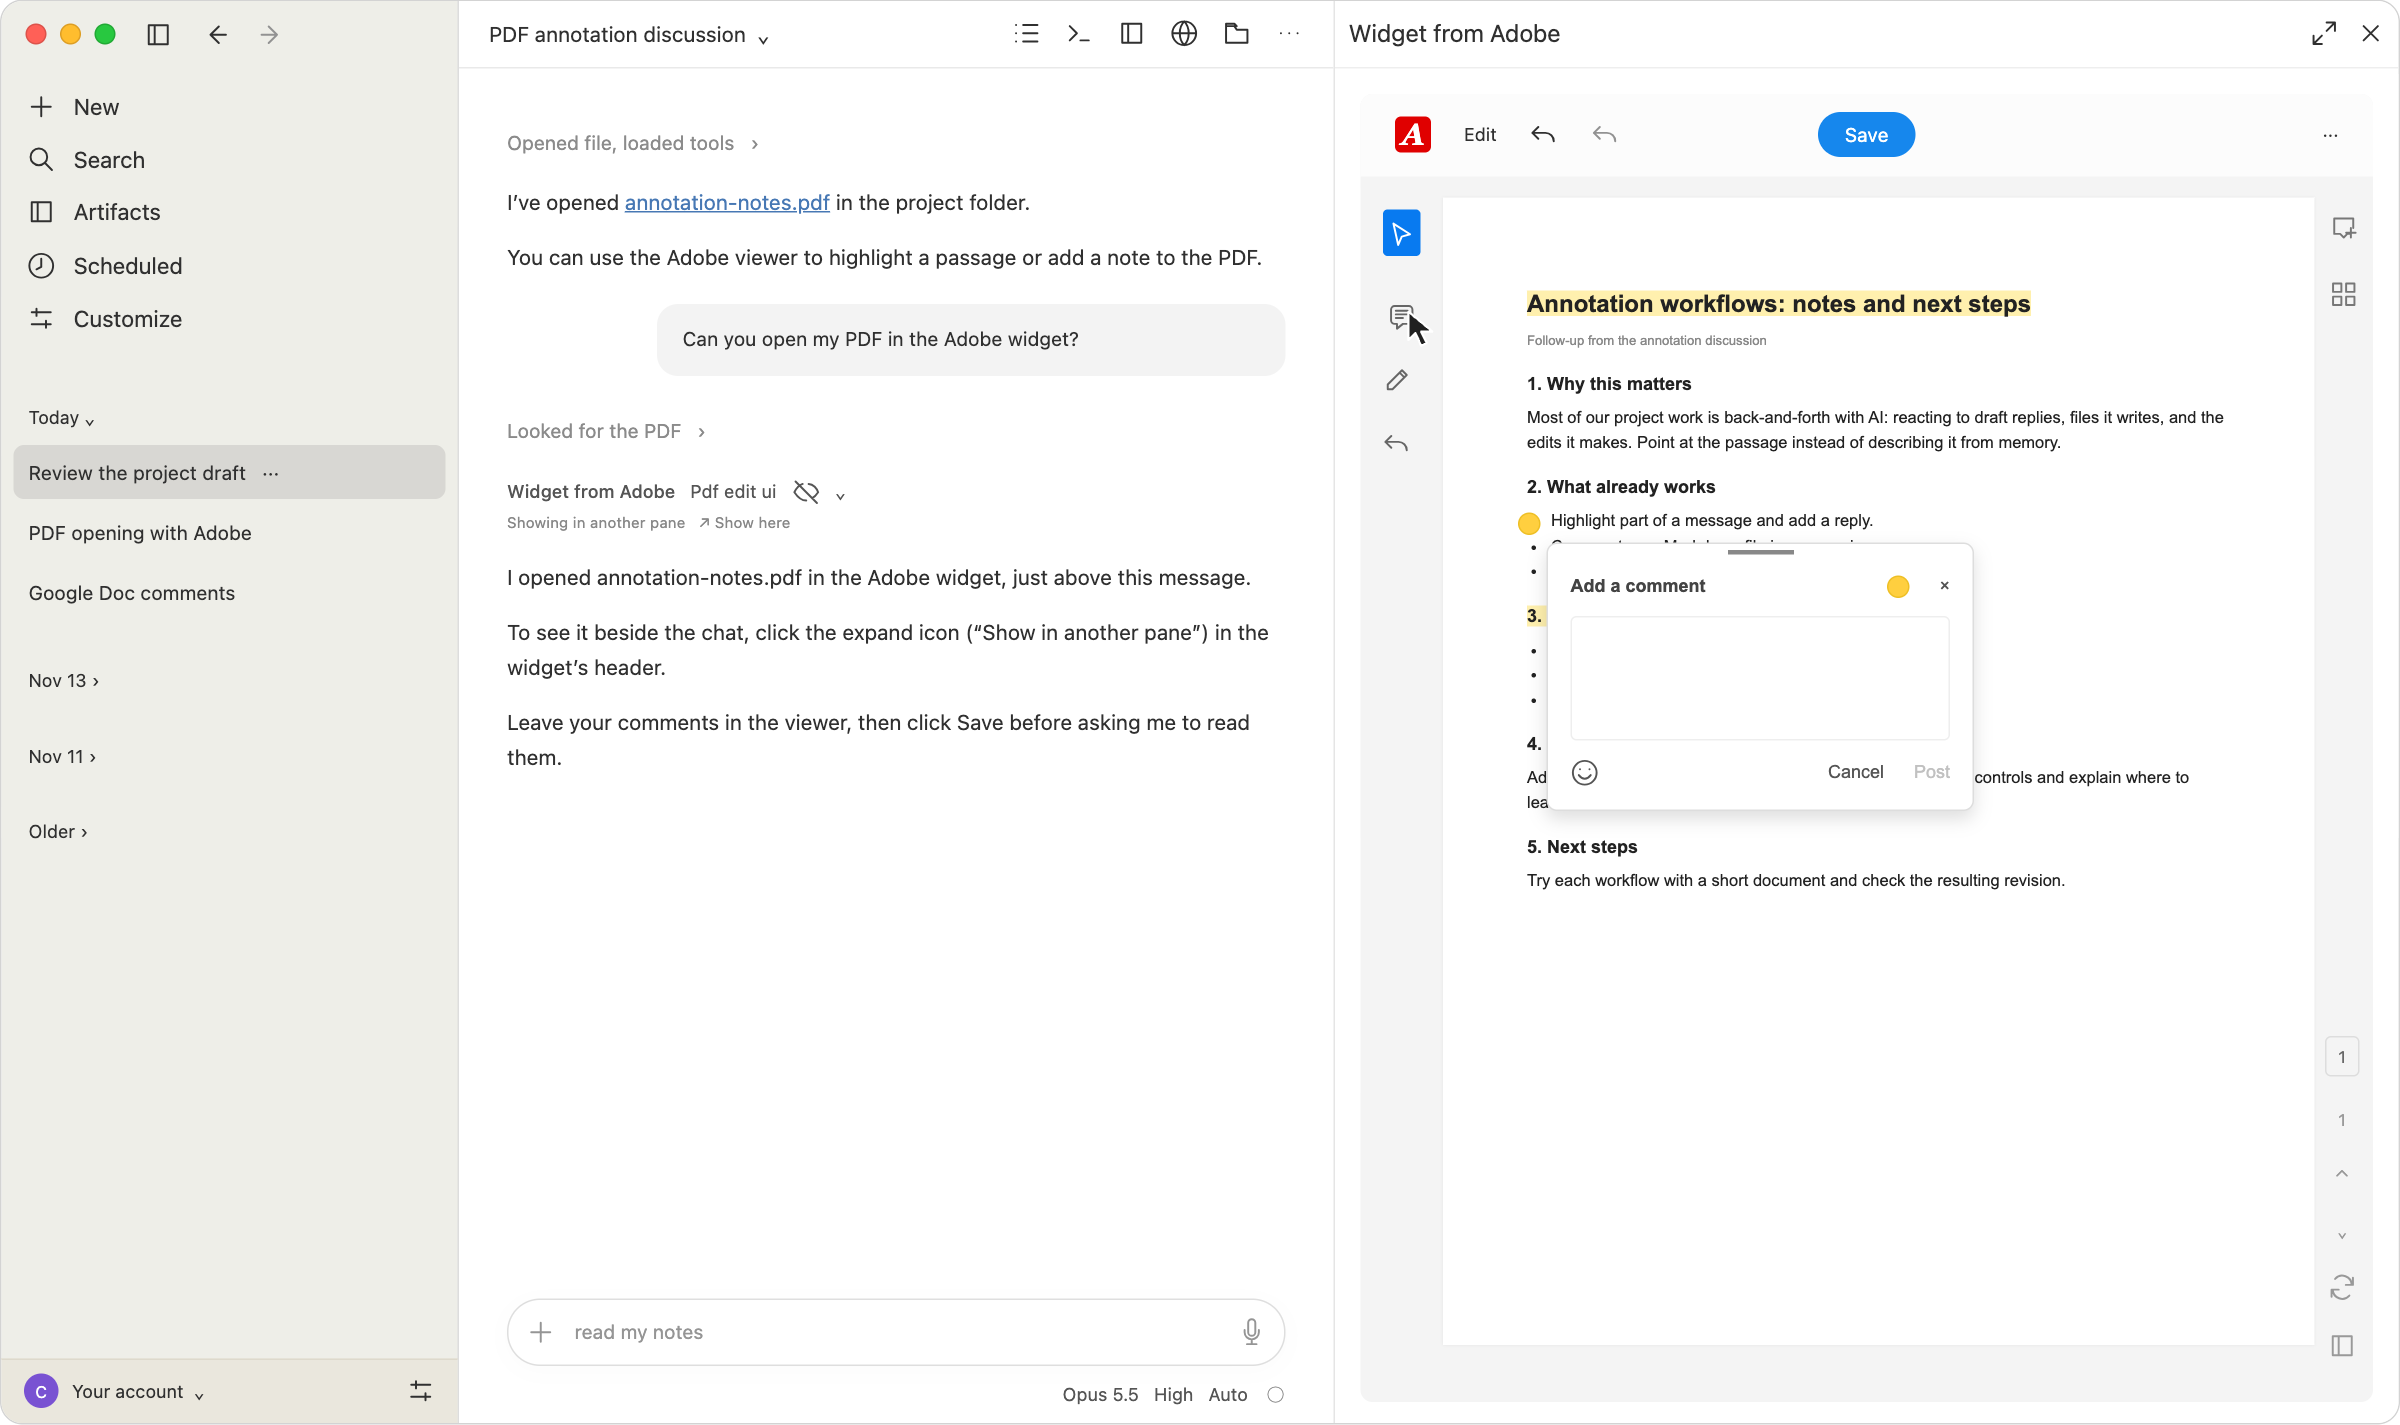 PDF annotation discussion
Widget from Adobe
New
Search
Artifacts
Scheduled
Customize
Today
Review the project draft
PDF opening with Adobe
Google Doc comments
Nov 13
Nov 11
Older
C Your account
Opened file, loaded tools
I've opened annotation-notes.pdf in the project folder.
You can use the Adobe viewer to highlight a passage or add a note to the PDF.
Can you open my PDF in the Adobe widget?
Looked for the PDF
Widget from Adobe Pdf edit ui
Showing in another pane Show here
I opened annotation-notes.pdf in the Adobe widget, just above this message.
To see it beside the chat, click the expand icon (“Show in another pane”) in the
widget's header.
Leave your comments in the viewer, then click Save before asking me to read
them.
read my notes
Opus 5.5 High Auto
Edit
Save
Annotation workflows: notes and next steps
Follow-up from the annotation discussion
1. Why this matters
Most of our project work is back-and-forth with AI: reacting to draft replies, files it writes, and the
edits it makes. Point at the passage instead of describing it from memory.
2. What already works
Highlight part of a message and add a reply.
3.
Add a comment
Cancel Post
4.
Ad
controls and explain where to
lea
5. Next steps
Try each workflow with a short document and check the resulting revision.
1
1